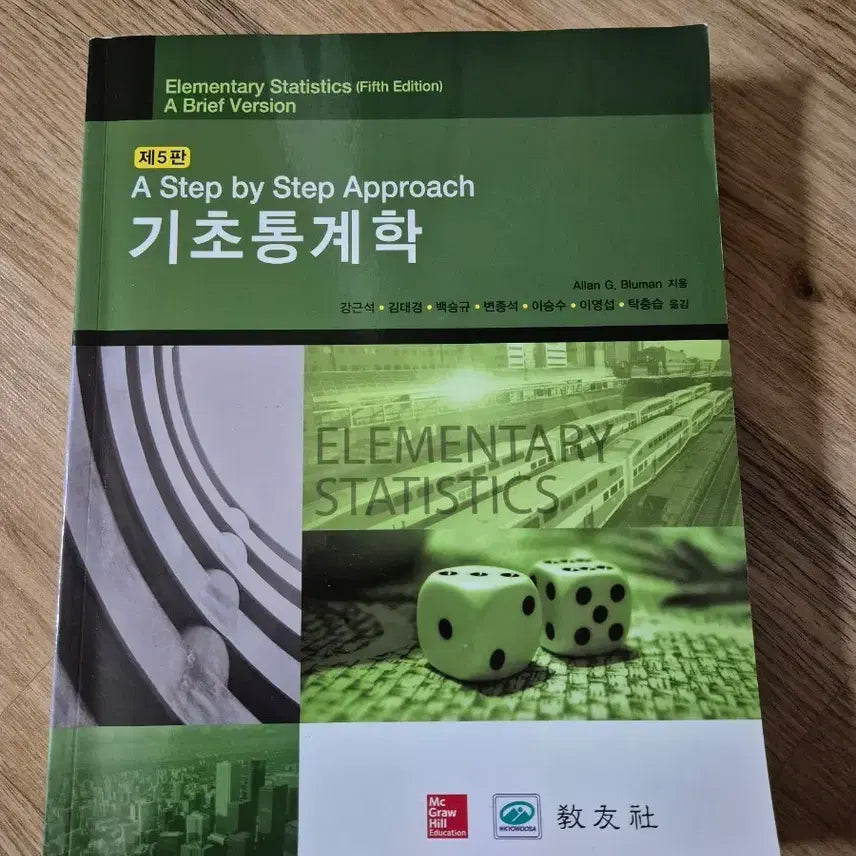 Elementary Statistics (Fifth Edition)
A Brief Version
제5판
A Step by Step Approach
기초통계학
Allan G. Bluman 지음
강근석 • 김대경 • 백승규 • 변종석 • 이승수 • 이영섭 • 탁충습 옮김
ELEMENTARY
STATISTICS
Mc
Graw
Hill
Education
HKYOWOOSA
敎友社